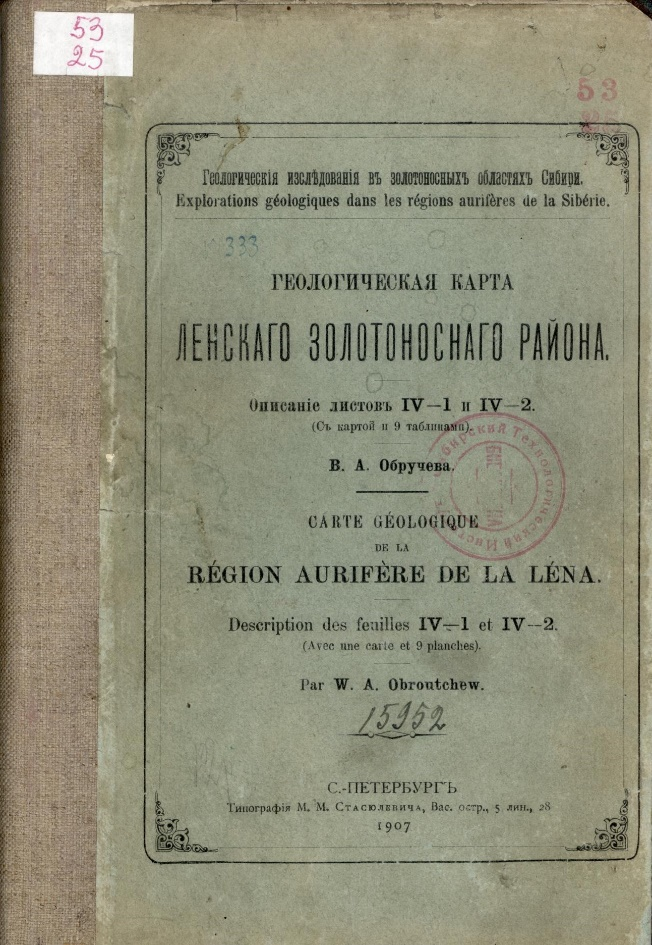 53
25
53
Геологическія изслѣдованія въ золотоносныхъ областяхъ Сибири.
Explorations géologiques dans les régions aurifères de la Sibérie.
333
ГЕОЛОГИЧЕСКАЯ КАРТА
ЛЕНСКАГО ЗОЛОТОНОСНАГО РАЙОНА.
Описаніе листовъ IV—1 и IV—2.
(Съ картой и 9 таблицами).
В. А. Обручева.
CARTE GÉOLOGIQUE
DE LA
RÉGION AURIFÈRE DE LA LÉNA.
Description des feuilles IV—1 et IV—2.
(Avec une carte et 9 planches).
Par W. A. Obroutchew.
15952
С.-ПЕТЕРБУРГЪ
Типографія М. М. Стасюлевича, Вас. остр., 5 лин., 28
1907